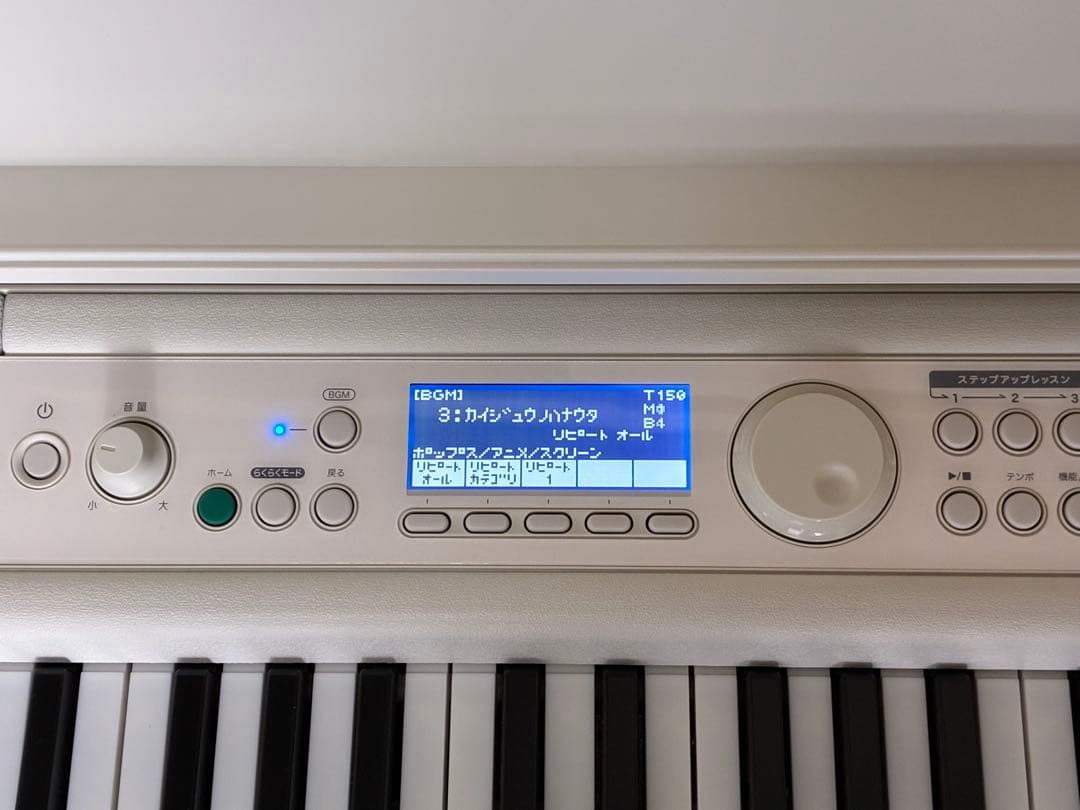 音量
小 大
BGM
ホーム
らくらくモード
戻る
[BGM] T150
3:カイジュウノハナウタ
B4
リピート オール
ポップス/アニメ/スクリーン
リピート オール
リピート カテゴリ
リピート 1
ステップアップレッスン
1 2 3
▶/■
テンポ
機能